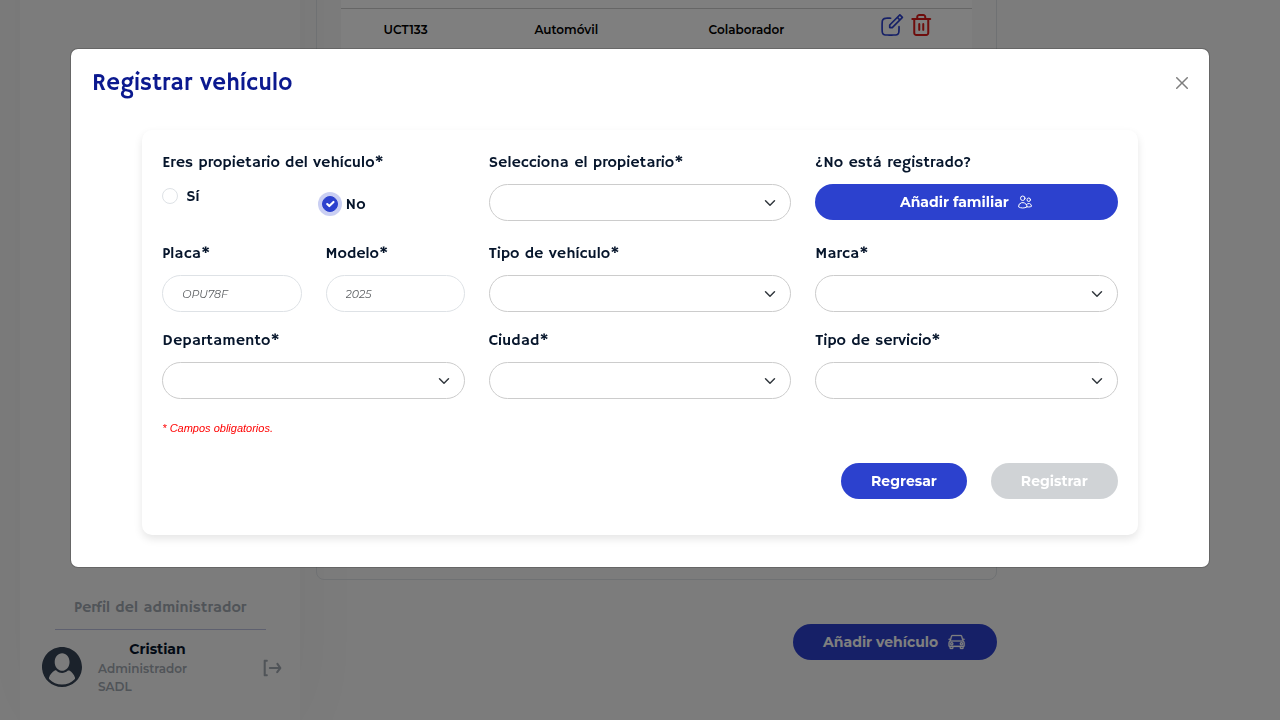 UCT133 Automóvil Colaborador
Registrar vehículo
Eres propietario del vehículo* Selecciona el propietario* ¿No está registrado?
Sí No Añadir familiar
Placa* Modelo* Tipo de vehículo* Marca*
OPU78F 2025
Departamento* Ciudad* Tipo de servicio*
* Campos obligatorios.
Regresar Registrar
Perfil del administrador
Cristian
Administrador
SADL
Añadir vehículo